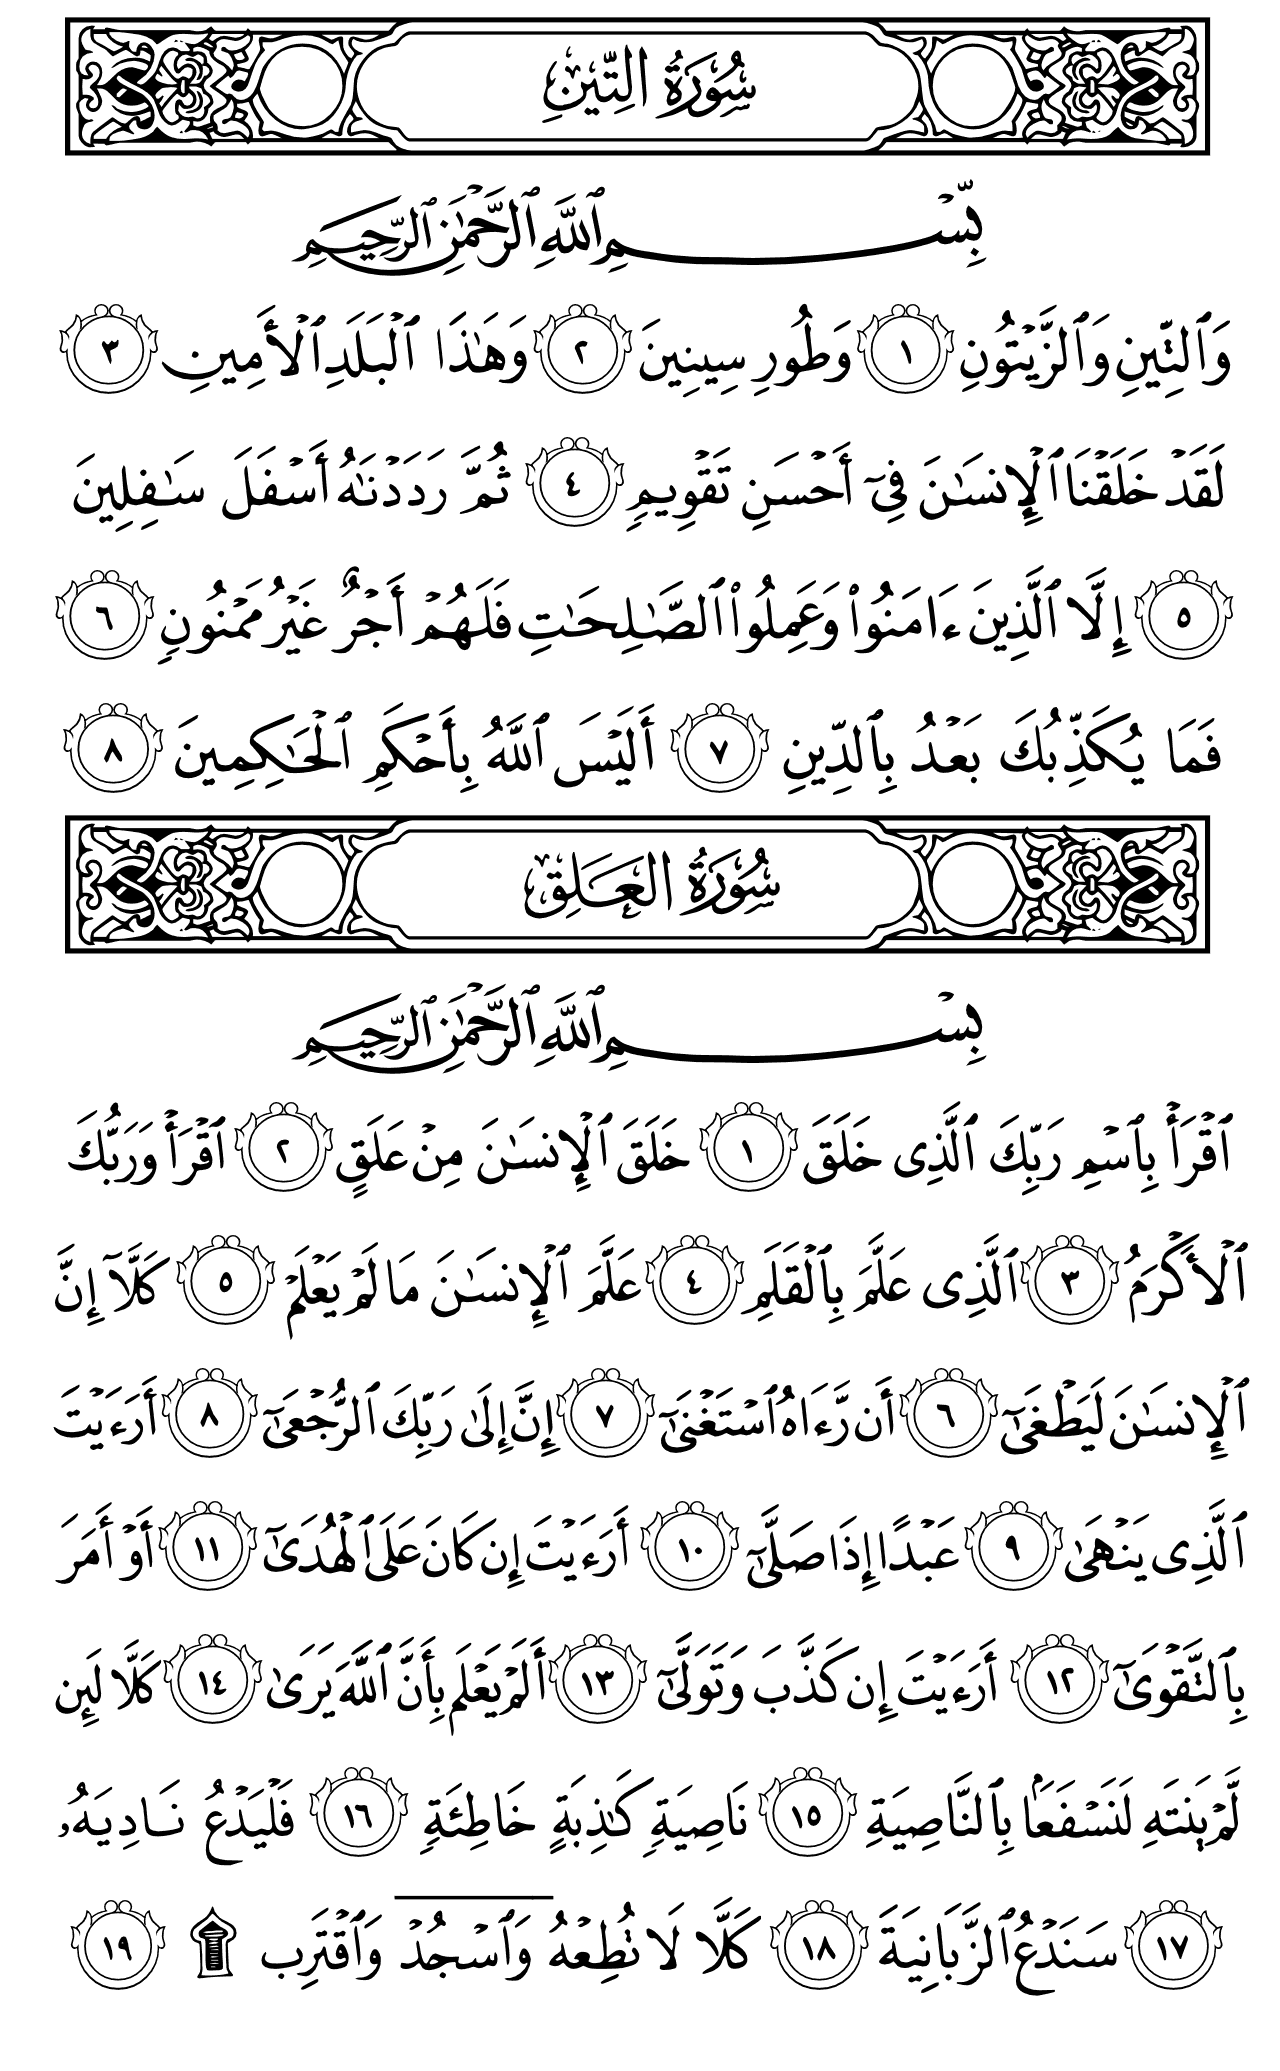 سُورَةُ التِّينِ
بِّسْمِ ٱللَّهِ ٱلرَّحْمَٰنِ ٱلرَّحِيمِ
وَٱلتِّينِ وَٱلزَّيْتُونِ ١ وَطُورِ سِينِينَ ٢ وَهَٰذَا ٱلْبَلَدِ ٱلْأَمِينِ ٣
لَقَدْ خَلَقْنَا ٱلْإِنسَٰنَ فِىٓ أَحْسَنِ تَقْوِيمٍ ٤ ثُمَّ رَدَدْنَٰهُ أَسْفَلَ سَٰفِلِينَ
٥ إِلَّا ٱلَّذِينَ ءَامَنُوا۟ وَعَمِلُوا۟ ٱلصَّٰلِحَٰتِ فَلَهُمْ أَجْرٌ غَيْرُ مَمْنُونٍ ٦
فَمَا يُكَذِّبُكَ بَعْدُ بِٱلدِّينِ ٧ أَلَيْسَ ٱللَّهُ بِأَحْكَمِ ٱلْحَٰكِمِينَ ٨
سُورَةُ العَلَقِ
بِسْمِ ٱللَّهِ ٱلرَّحْمَٰنِ ٱلرَّحِيمِ
ٱقْرَأْ بِٱسْمِ رَبِّكَ ٱلَّذِى خَلَقَ ١ خَلَقَ ٱلْإِنسَٰنَ مِنْ عَلَقٍ ٢ ٱقْرَأْ وَرَبُّكَ
ٱلْأَكْرَمُ ٣ ٱلَّذِى عَلَّمَ بِٱلْقَلَمِ ٤ عَلَّمَ ٱلْإِنسَٰنَ مَا لَمْ يَعْلَمْ ٥ كَلَّآ إِنَّ
ٱلْإِنسَٰنَ لَيَطْغَىٰٓ ٦ أَن رَّءَاهُ ٱسْتَغْنَىٰٓ ٧ إِنَّ إِلَىٰ رَبِّكَ ٱلرُّجْعَىٰٓ ٨ أَرَءَيْتَ
ٱلَّذِى يَنْهَىٰ ٩ عَبْدًا إِذَا صَلَّىٰٓ ١٠ أَرَءَيْتَ إِن كَانَ عَلَى ٱلْهُدَىٰٓ ١١ أَوْ أَمَرَ
بِٱلتَّقْوَىٰٓ ١٢ أَرَءَيْتَ إِن كَذَّبَ وَتَوَلَّىٰٓ ١٣ أَلَمْ يَعْلَم بِأَنَّ ٱللَّهَ يَرَىٰ ١٤ كَلَّا لَئِن
لَّمْ يَنتَهِ لَنَسْفَعًۢا بِٱلنَّاصِيَةِ ١٥ نَاصِيَةٍ كَٰذِبَةٍ خَاطِئَةٍ ١٦ فَلْيَدْعُ نَادِيَهُۥ
١٧ سَنَدْعُ ٱلزَّبَانِيَةَ ١٨ كَلَّا لَا تُطِعْهُ وَٱسْجُدْ وَٱقْتَرِب ۩ ١٩